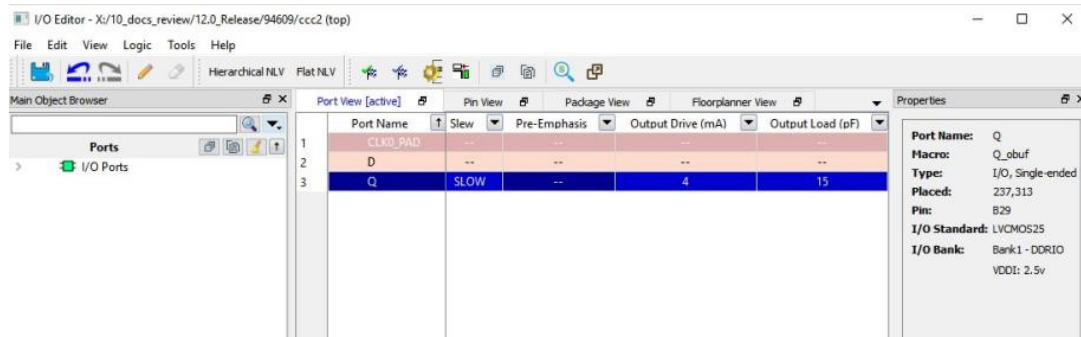 I/O Editor - X:/10_docs_review/12.0_Release/94609/ccc2 (top)
File Edit View Logic Tools Help
Hierarchical NLV Flat NLV
Main Object Browser
Port View [active] Pin View Package View Floorplanner View
Properties
Ports
I/O Ports
Port Name Slew Pre-Emphasis Output Drive (mA) Output Load (pF)
1 CLK0_PAD -- -- -- --
2 D -- -- -- --
3 Q SLOW -- 4 15
Port Name: Q
Macro: Q_obuf
Type: I/O, Single-ended
Placed: 237,313
Pin: B29
I/O Standard: LVCMOS25
I/O Bank: Bank1 - DDRIO
VDDI: 2.5v